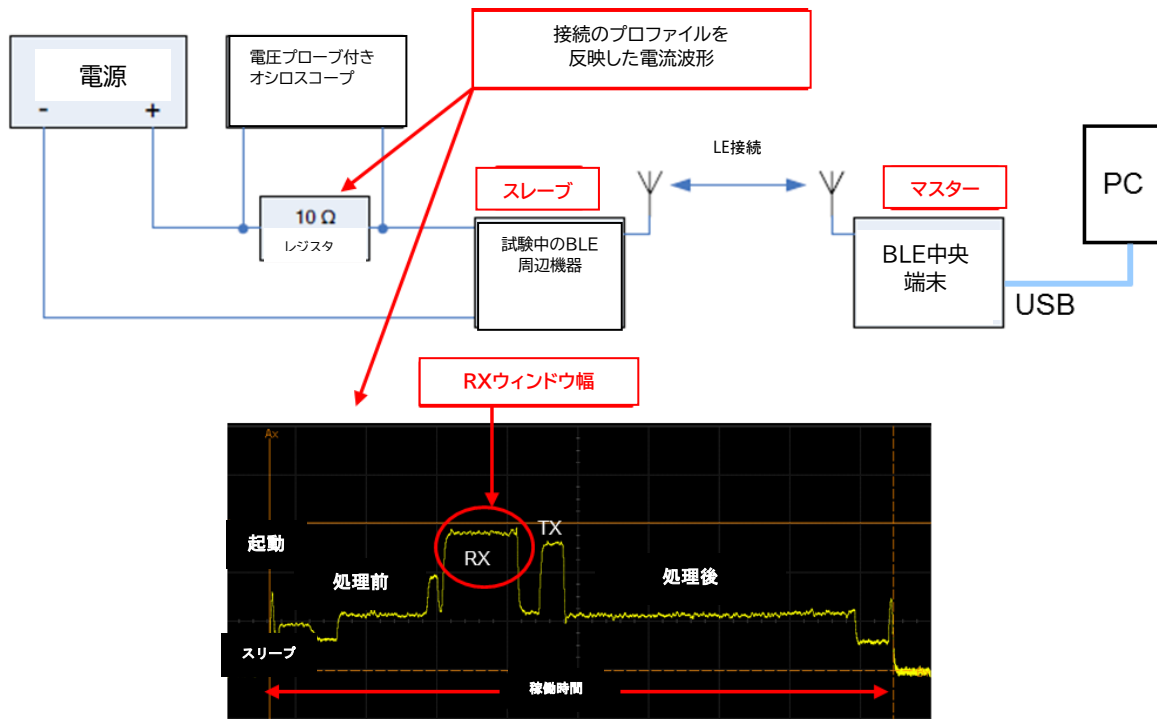 接続のプロファイルを
反映した電流波形
電源
- +
電圧プローブ付き
オシロスコープ
10 Ω
レジスタ
スレーブ
試験中のBLE
周辺機器
LE接続
マスター
BLE中央
端末
PC
USB
RXウィンドウ幅
Ax
起動
処理前
RX
TX
処理後
スリープ
稼働時間